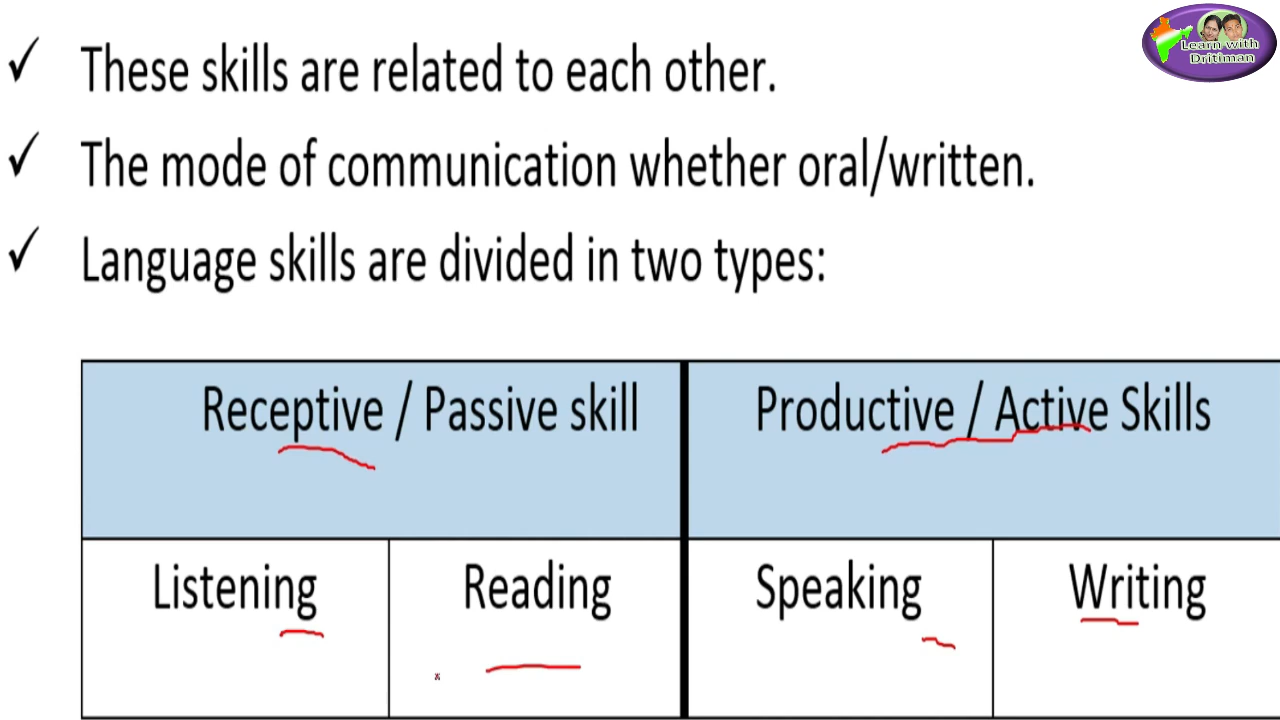 Learn with
Dritiman
✓ These skills are related to each other.
✓ The mode of communication whether oral/written.
✓ Language skills are divided in two types:
Receptive / Passive skill Productive / Active Skills
Listening Reading Speaking Writing